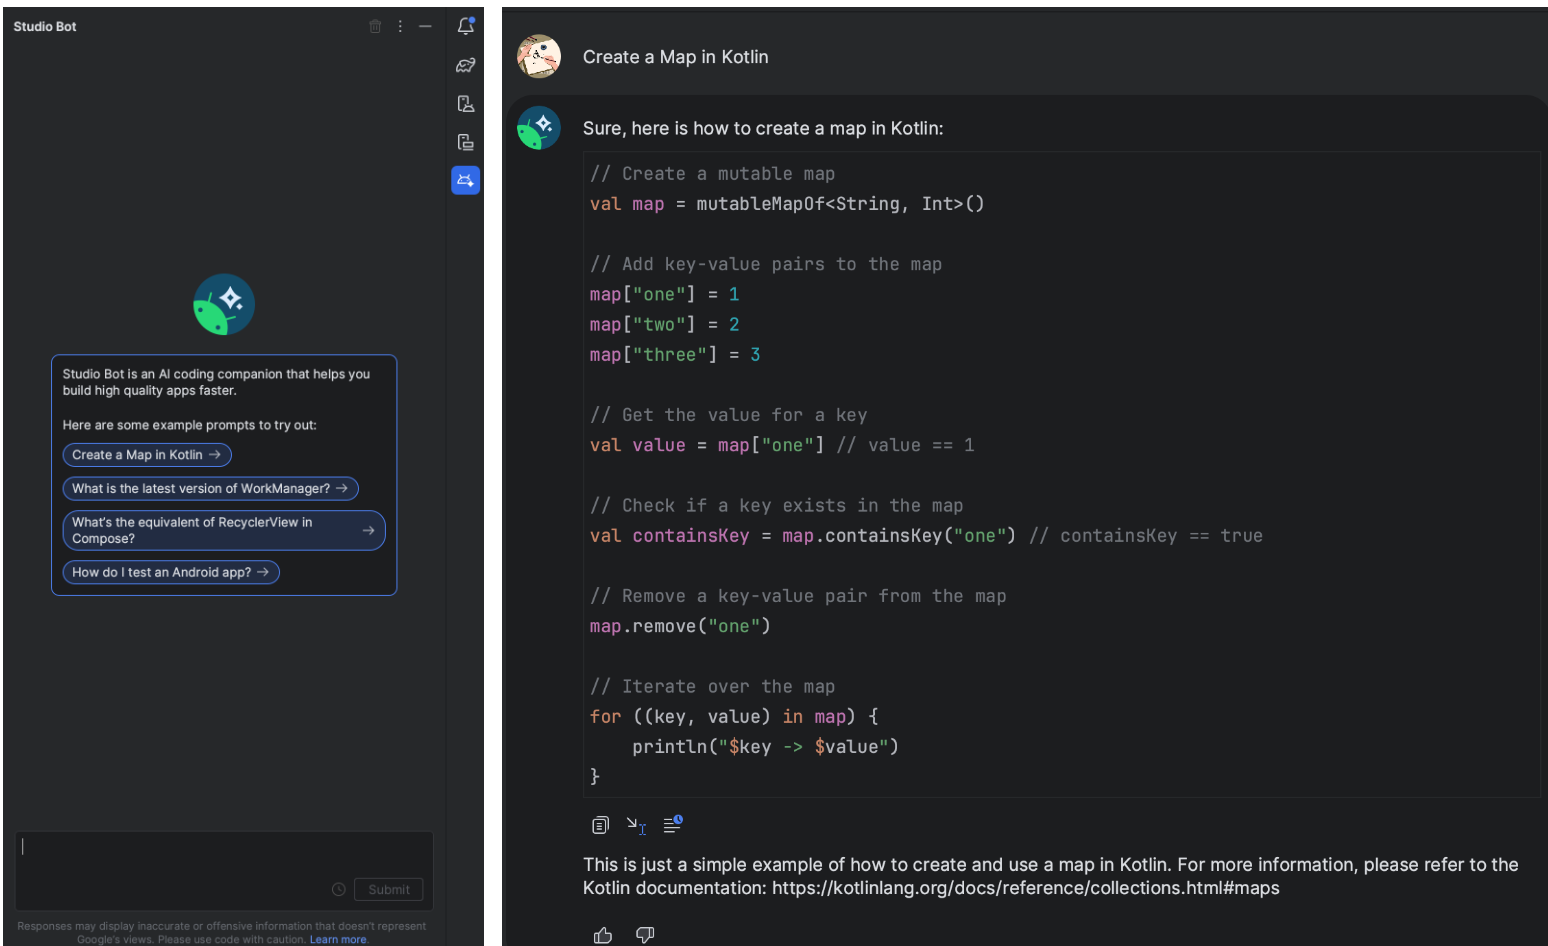 Studio Bot
Studio Bot is an AI coding companion that helps you
build high quality apps faster.
Here are some example prompts to try out:
Create a Map in Kotlin →
What is the latest version of WorkManager? →
What's the equivalent of RecyclerView in
Compose? →
How do I test an Android app? →
Submit
Responses may display inaccurate or offensive information that doesn't represent
Google's views. Please use code with caution. Learn more.
Create a Map in Kotlin
Sure, here is how to create a map in Kotlin:
// Create a mutable map
val map = mutableMapOf<String, Int>()
// Add key-value pairs to the map
map["one"] = 1
map["two"] = 2
map["three"] = 3
// Get the value for a key
val value = map["one"] // value == 1
// Check if a key exists in the map
val containsKey = map.containsKey("one") // containsKey == true
// Remove a key-value pair from the map
map.remove("one")
// Iterate over the map
for ((key, value) in map) {
    println("$key -> $value")
}
This is just a simple example of how to create and use a map in Kotlin. For more information, please refer to the
Kotlin documentation: https://kotlinlang.org/docs/reference/collections.html#maps